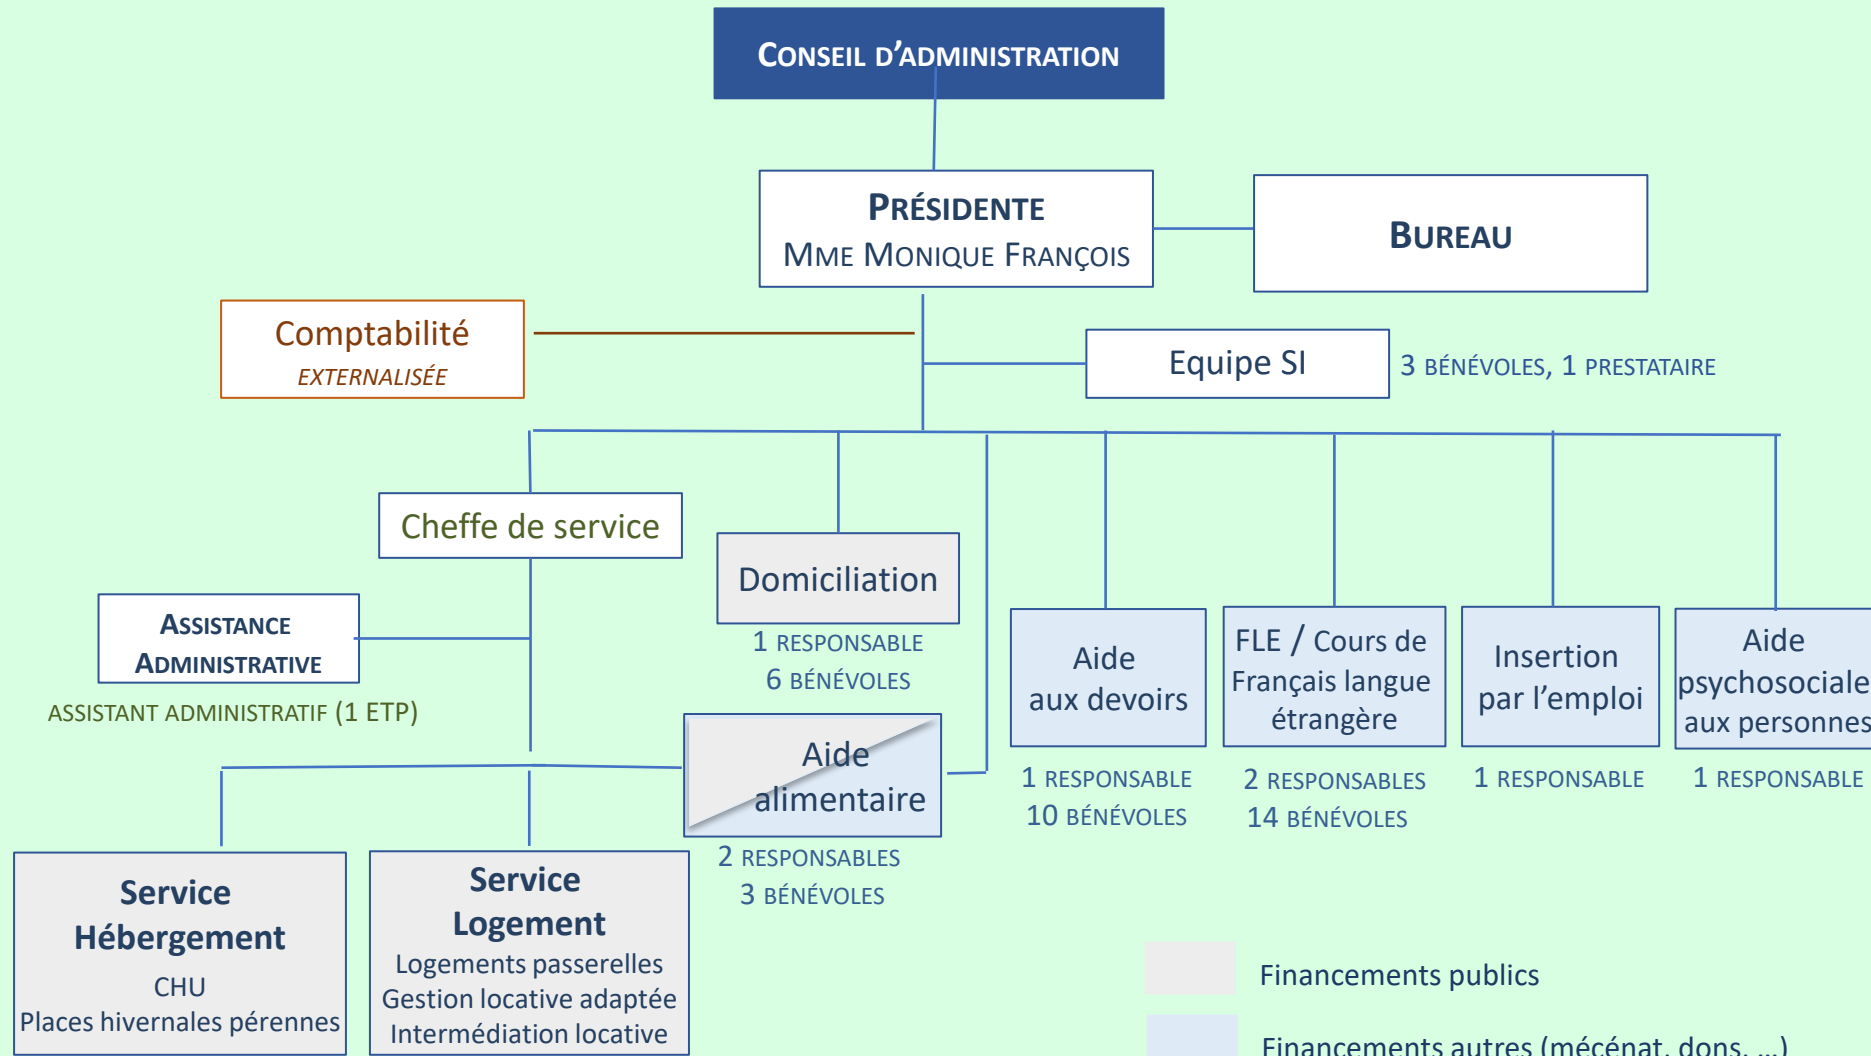 CONSEIL D'ADMINISTRATION
PRÉSIDENTE
MME MONIQUE FRANÇOIS
BUREAU
Comptabilité
EXTERNALISÉE
Equipe SI
3 BÉNÉVOLES, 1 PRESTATAIRE
Cheffe de service
Domiciliation
1 RESPONSABLE
6 BÉNÉVOLES
ASSISTANCE
ADMINISTRATIVE
ASSISTANT ADMINISTRATIF (1 ETP)
Aide
aux devoirs
1 RESPONSABLE
10 BÉNÉVOLES
FLE / Cours de
Français langue
étrangère
2 RESPONSABLES
14 BÉNÉVOLES
Insertion
par l'emploi
1 RESPONSABLE
Aide
psychosociale
aux personnes
1 RESPONSABLE
Aide
alimentaire
2 RESPONSABLES
3 BÉNÉVOLES
Service
Hébergement
CHU
Places hivernales pérennes
Service
Logement
Logements passerelles
Gestion locative adaptée
Intermédiation locative
Financements publics
Financements autres (mécénat, dons, …)